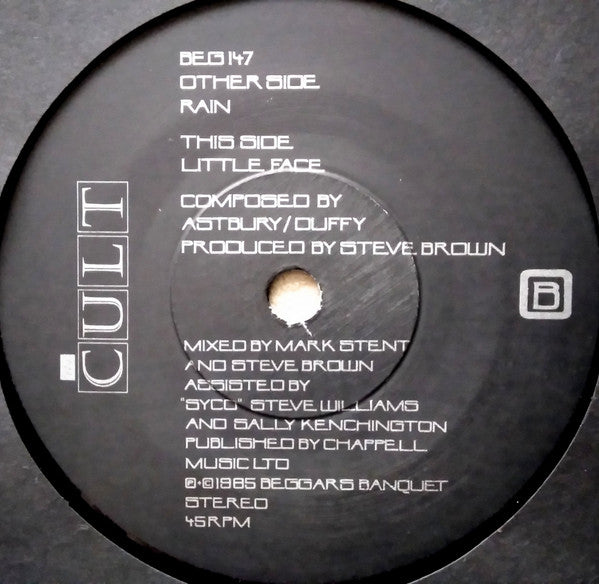 BEG 147
OTHER SIDE
RAIN
THIS SIDE
LITTLE FACE
COMPOSED BY
ASTBURY/DUFFY
PRODUCED BY STEVE BROWN
CULT
B
MIXED BY MARK STENT
AND STEVE BROWN
ASSISTED BY
"SYCO" STEVE WILLIAMS
AND SALLY KENCHINGTON
PUBLISHED BY CHAPPELL
MUSIC LTD
℗+©1985 BEGGARS BANQUET
STEREO
45 RPM